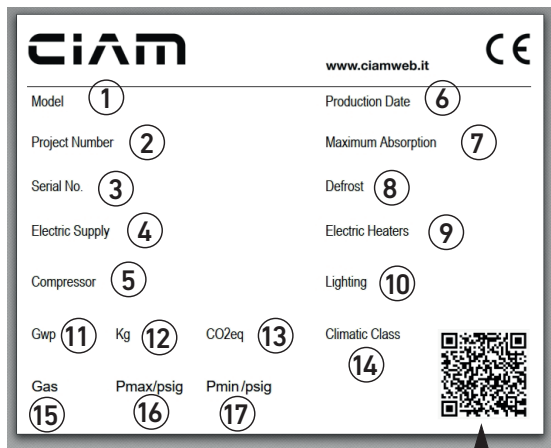 CiAM
www.ciamweb.it
CE
Model 1 Production Date 6
Project Number 2 Maximum Absorption 7
Serial No. 3 Defrost 8
Electric Supply 4 Electric Heaters 9
Compressor 5 Lighting 10
Gwp 11 Kg 12 CO2eq 13 Climatic Class 14
Gas 15 Pmax/psig 16 Pmin/psig 17